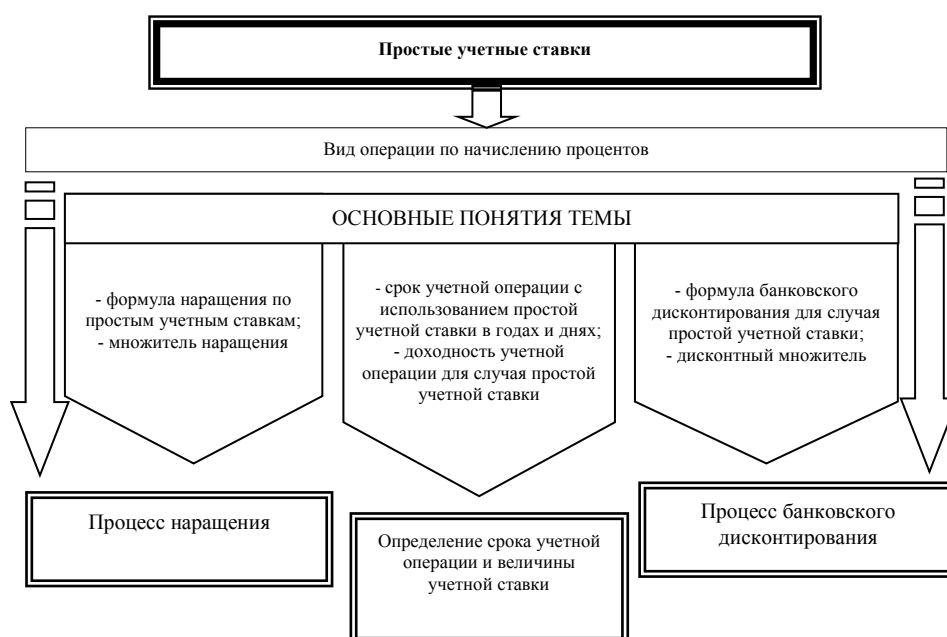 Простые учетные ставки
Вид операции по начислению процентов
ОСНОВНЫЕ ПОНЯТИЯ ТЕМЫ
- формула наращения по
простым учетным ставкам;
- множитель наращения
- срок учетной операции с
использованием простой
учетной ставки в годах и днях;
- доходность учетной
операции для случая простой
учетной ставки
- формула банковского
дисконтирования для случая
простой учетной ставки;
- дисконтный множитель
Процесс наращения
Определение срока учетной
операции и величины
учетной ставки
Процесс банковского
дисконтирования